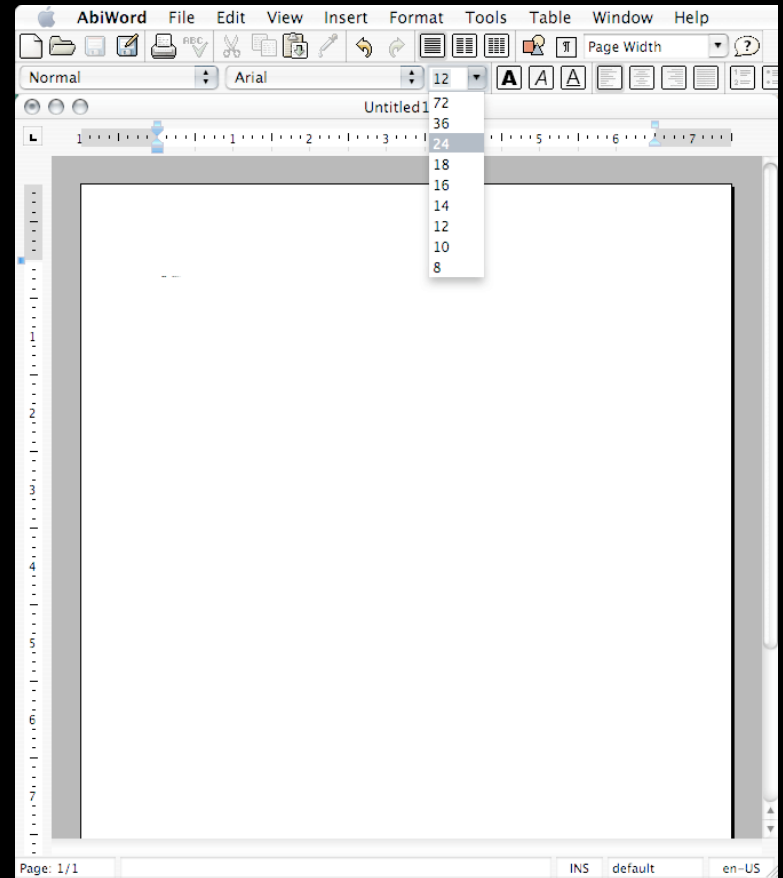 AbiWord File Edit View Insert Format Tools Table Window Help
ABC Page Width ?
Normal Arial 12 A A A
Untitled1
72
36
24
18
16
14
12
10
8
L 1 1 2 3 5 6 7
1
2
3
4
5
6
7
Page: 1/1 INS default en-US